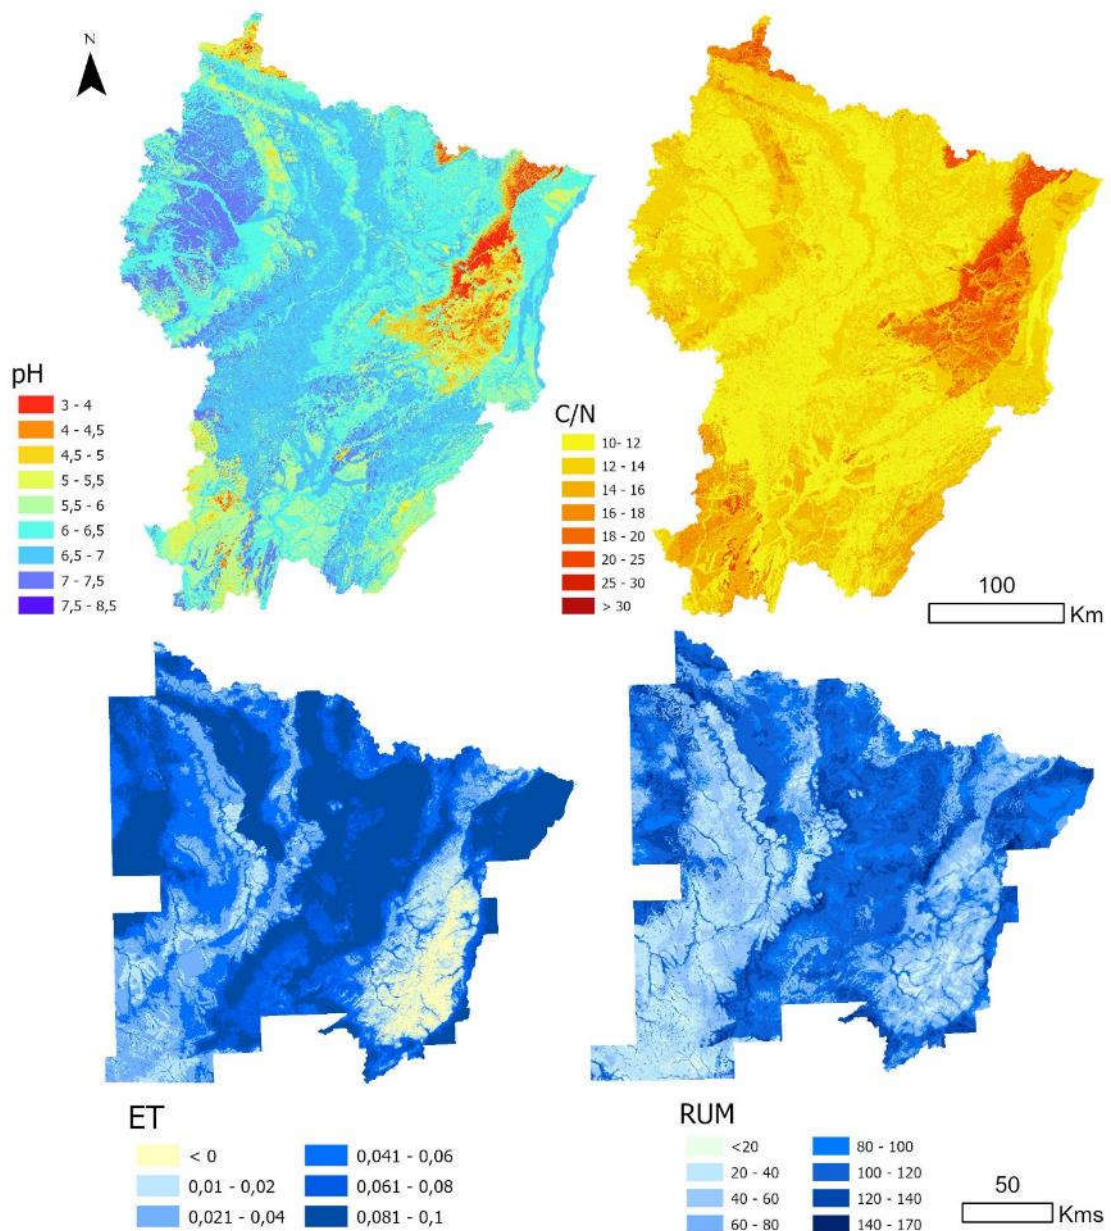 N
pH
3 - 4
4 - 4,5
4,5 - 5
5 - 5,5
5,5 - 6
6 - 6,5
6,5 - 7
7 - 7,5
7,5 - 8,5
C/N
10- 12
12 - 14
14 - 16
16 - 18
18 - 20
20 - 25
25 - 30
> 30
100
Km
ET
< 0
0,01 - 0,02
0,021 - 0,04
0,041 - 0,06
0,061 - 0,08
0,081 - 0,1
RUM
<20
20 - 40
40 - 60
60 - 80
80 - 100
100 - 120
120 - 140
140 - 170
50
Kms